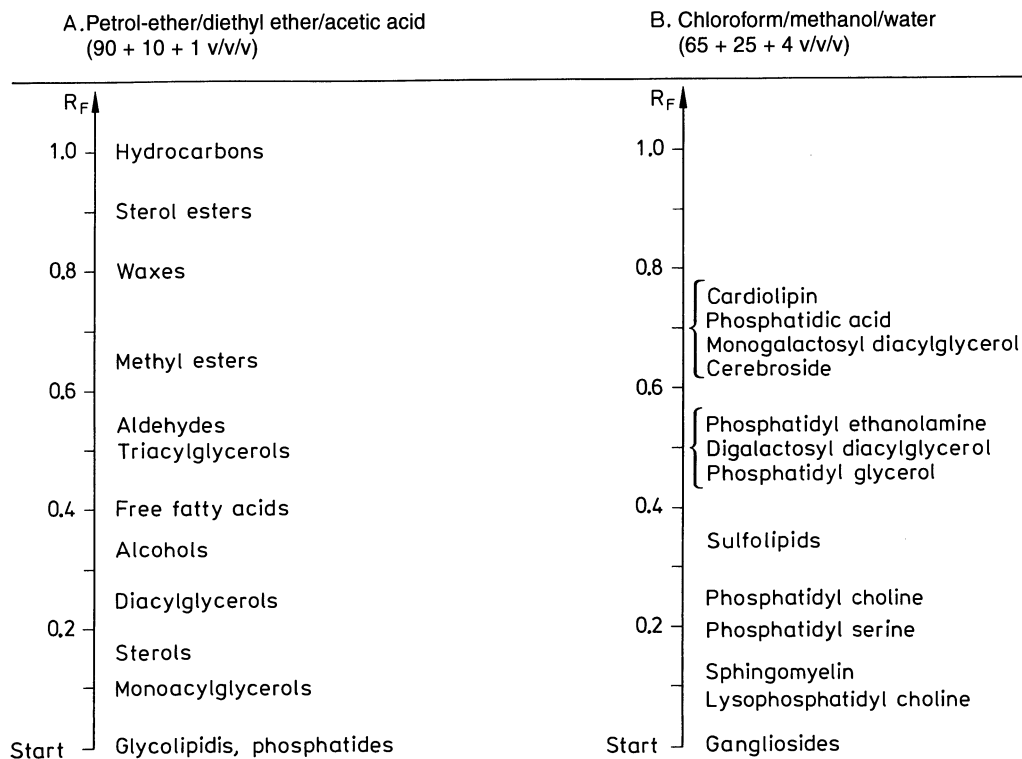 A. Petrol-ether/diethyl ether/acetic acid
(90 + 10 + 1 v/v/v)
R_F
1.0
Hydrocarbons
Sterol esters
0.8
Waxes
Methyl esters
0.6
Aldehydes
Triacylglycerols
0.4
Free fatty acids
Alcohols
Diacylglycerols
0.2
Sterols
Monoacylglycerols
Start
Glycolipidis, phosphatides
B. Chloroform/methanol/water
(65 + 25 + 4 v/v/v)
R_F
1.0
0.8
Cardiolipin
Phosphatidic acid
Monogalactosyl diacylglycerol
Cerebroside
0.6
Phosphatidyl ethanolamine
Digalactosyl diacylglycerol
Phosphatidyl glycerol
0.4
Sulfolipids
Phosphatidyl choline
0.2
Phosphatidyl serine
Sphingomyelin
Lysophosphatidyl choline
Start
Gangliosides